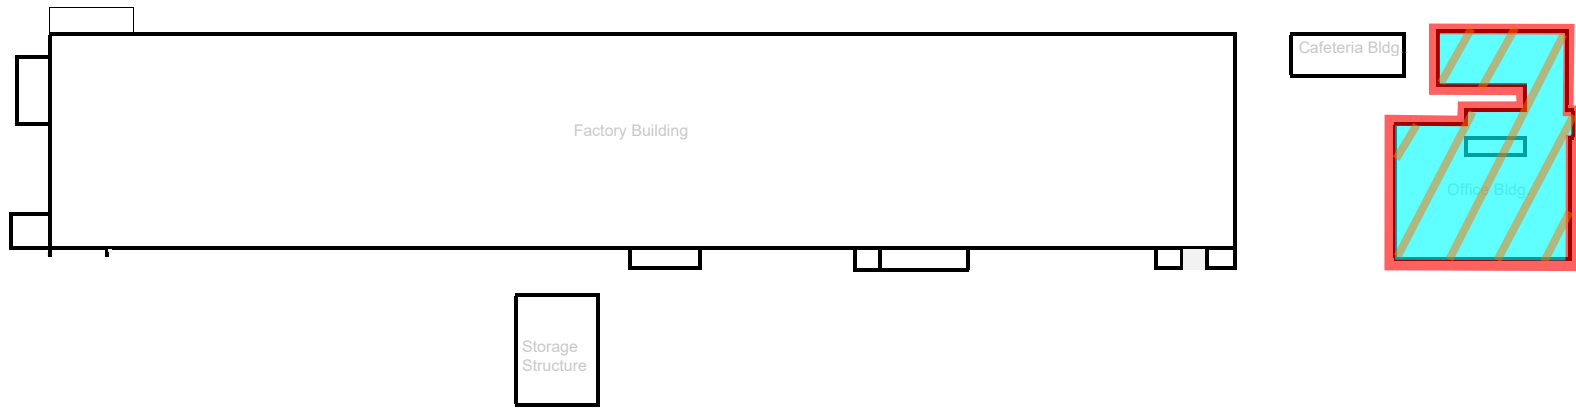 Cafeteria Bldg.
Factory Building
Office Bldg.
Storage
Structure